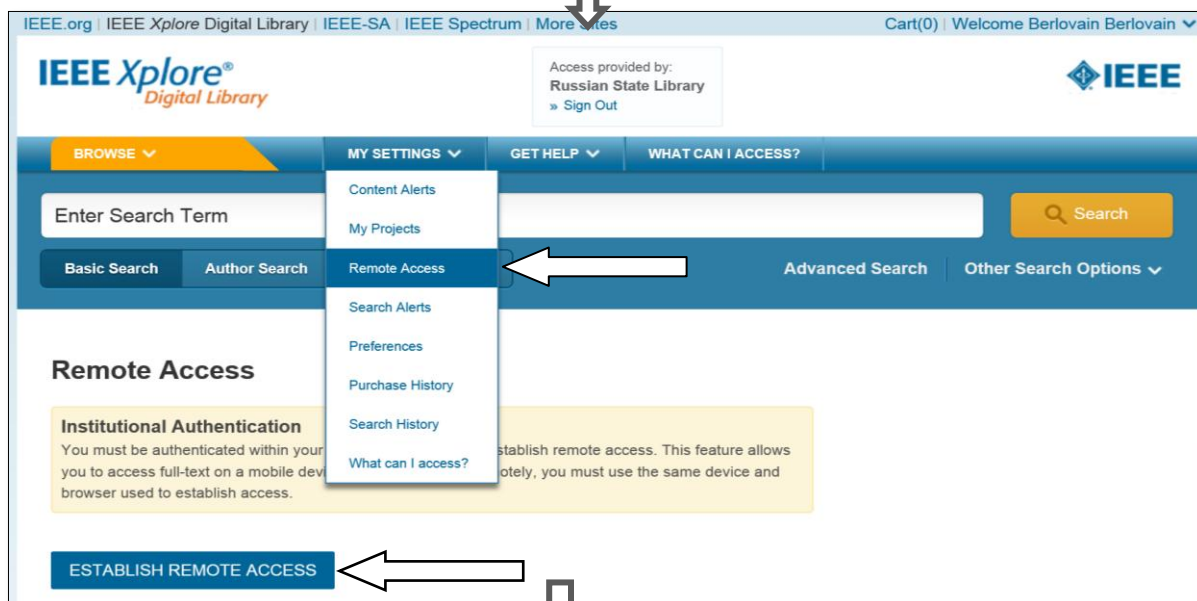 IEEE.org | IEEE Xplore Digital Library | IEEE-SA | IEEE Spectrum | More Sites
Cart(0) | Welcome Berlovain Berlovain
IEEE Xplore®
Digital Library
Access provided by:
Russian State Library
» Sign Out
IEEE
BROWSE
MY SETTINGS
GET HELP
WHAT CAN I ACCESS?
Enter Search Term
Search
Basic Search
Author Search
Advanced Search
Other Search Options
Content Alerts
My Projects
Remote Access
Search Alerts
Preferences
Purchase History
Search History
What can I access?
Remote Access
Institutional Authentication
You must be authenticated within your stablish remote access. This feature allows
you to access full-text on a mobile devi otely, you must use the same device and
browser used to establish access.
ESTABLISH REMOTE ACCESS